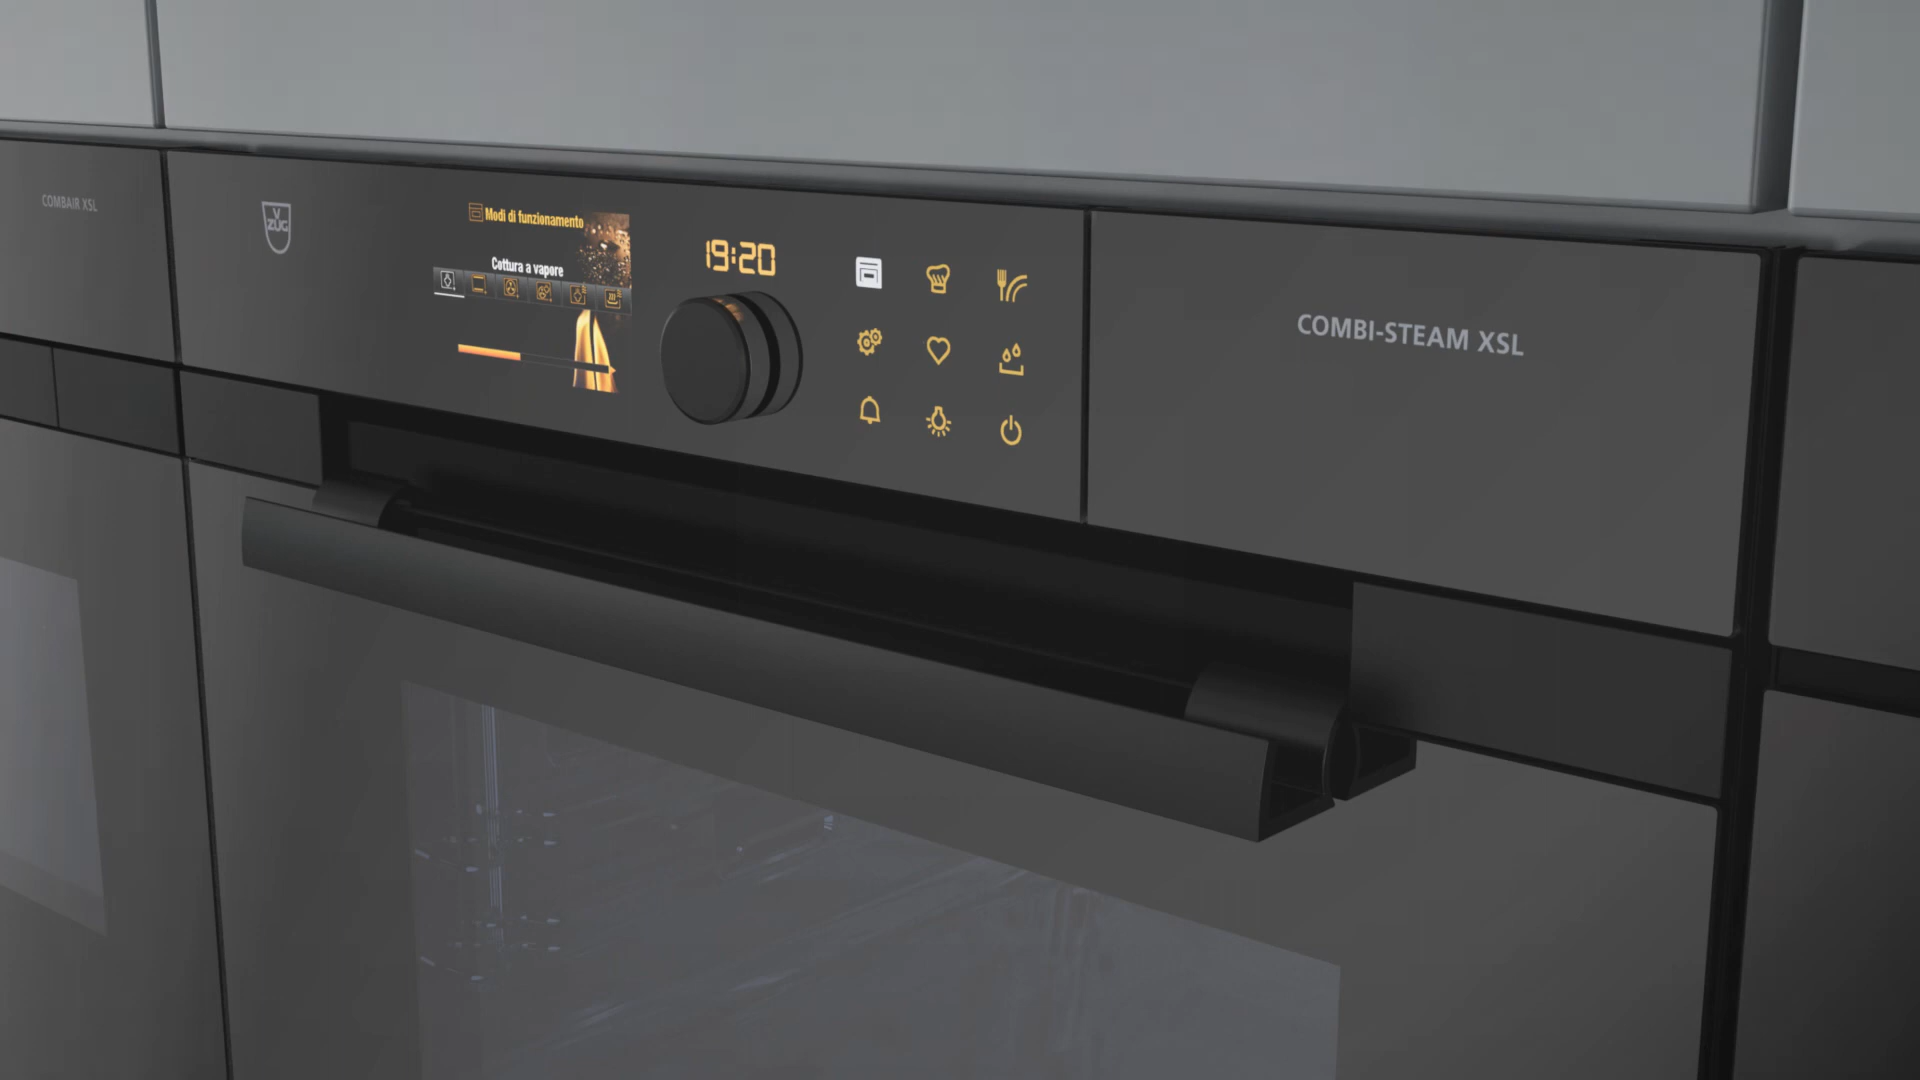 COMBAIR XSL
V
ZUG
Modi di funzionamento
Cottura a vapore
19:20
COMBI-STEAM XSL